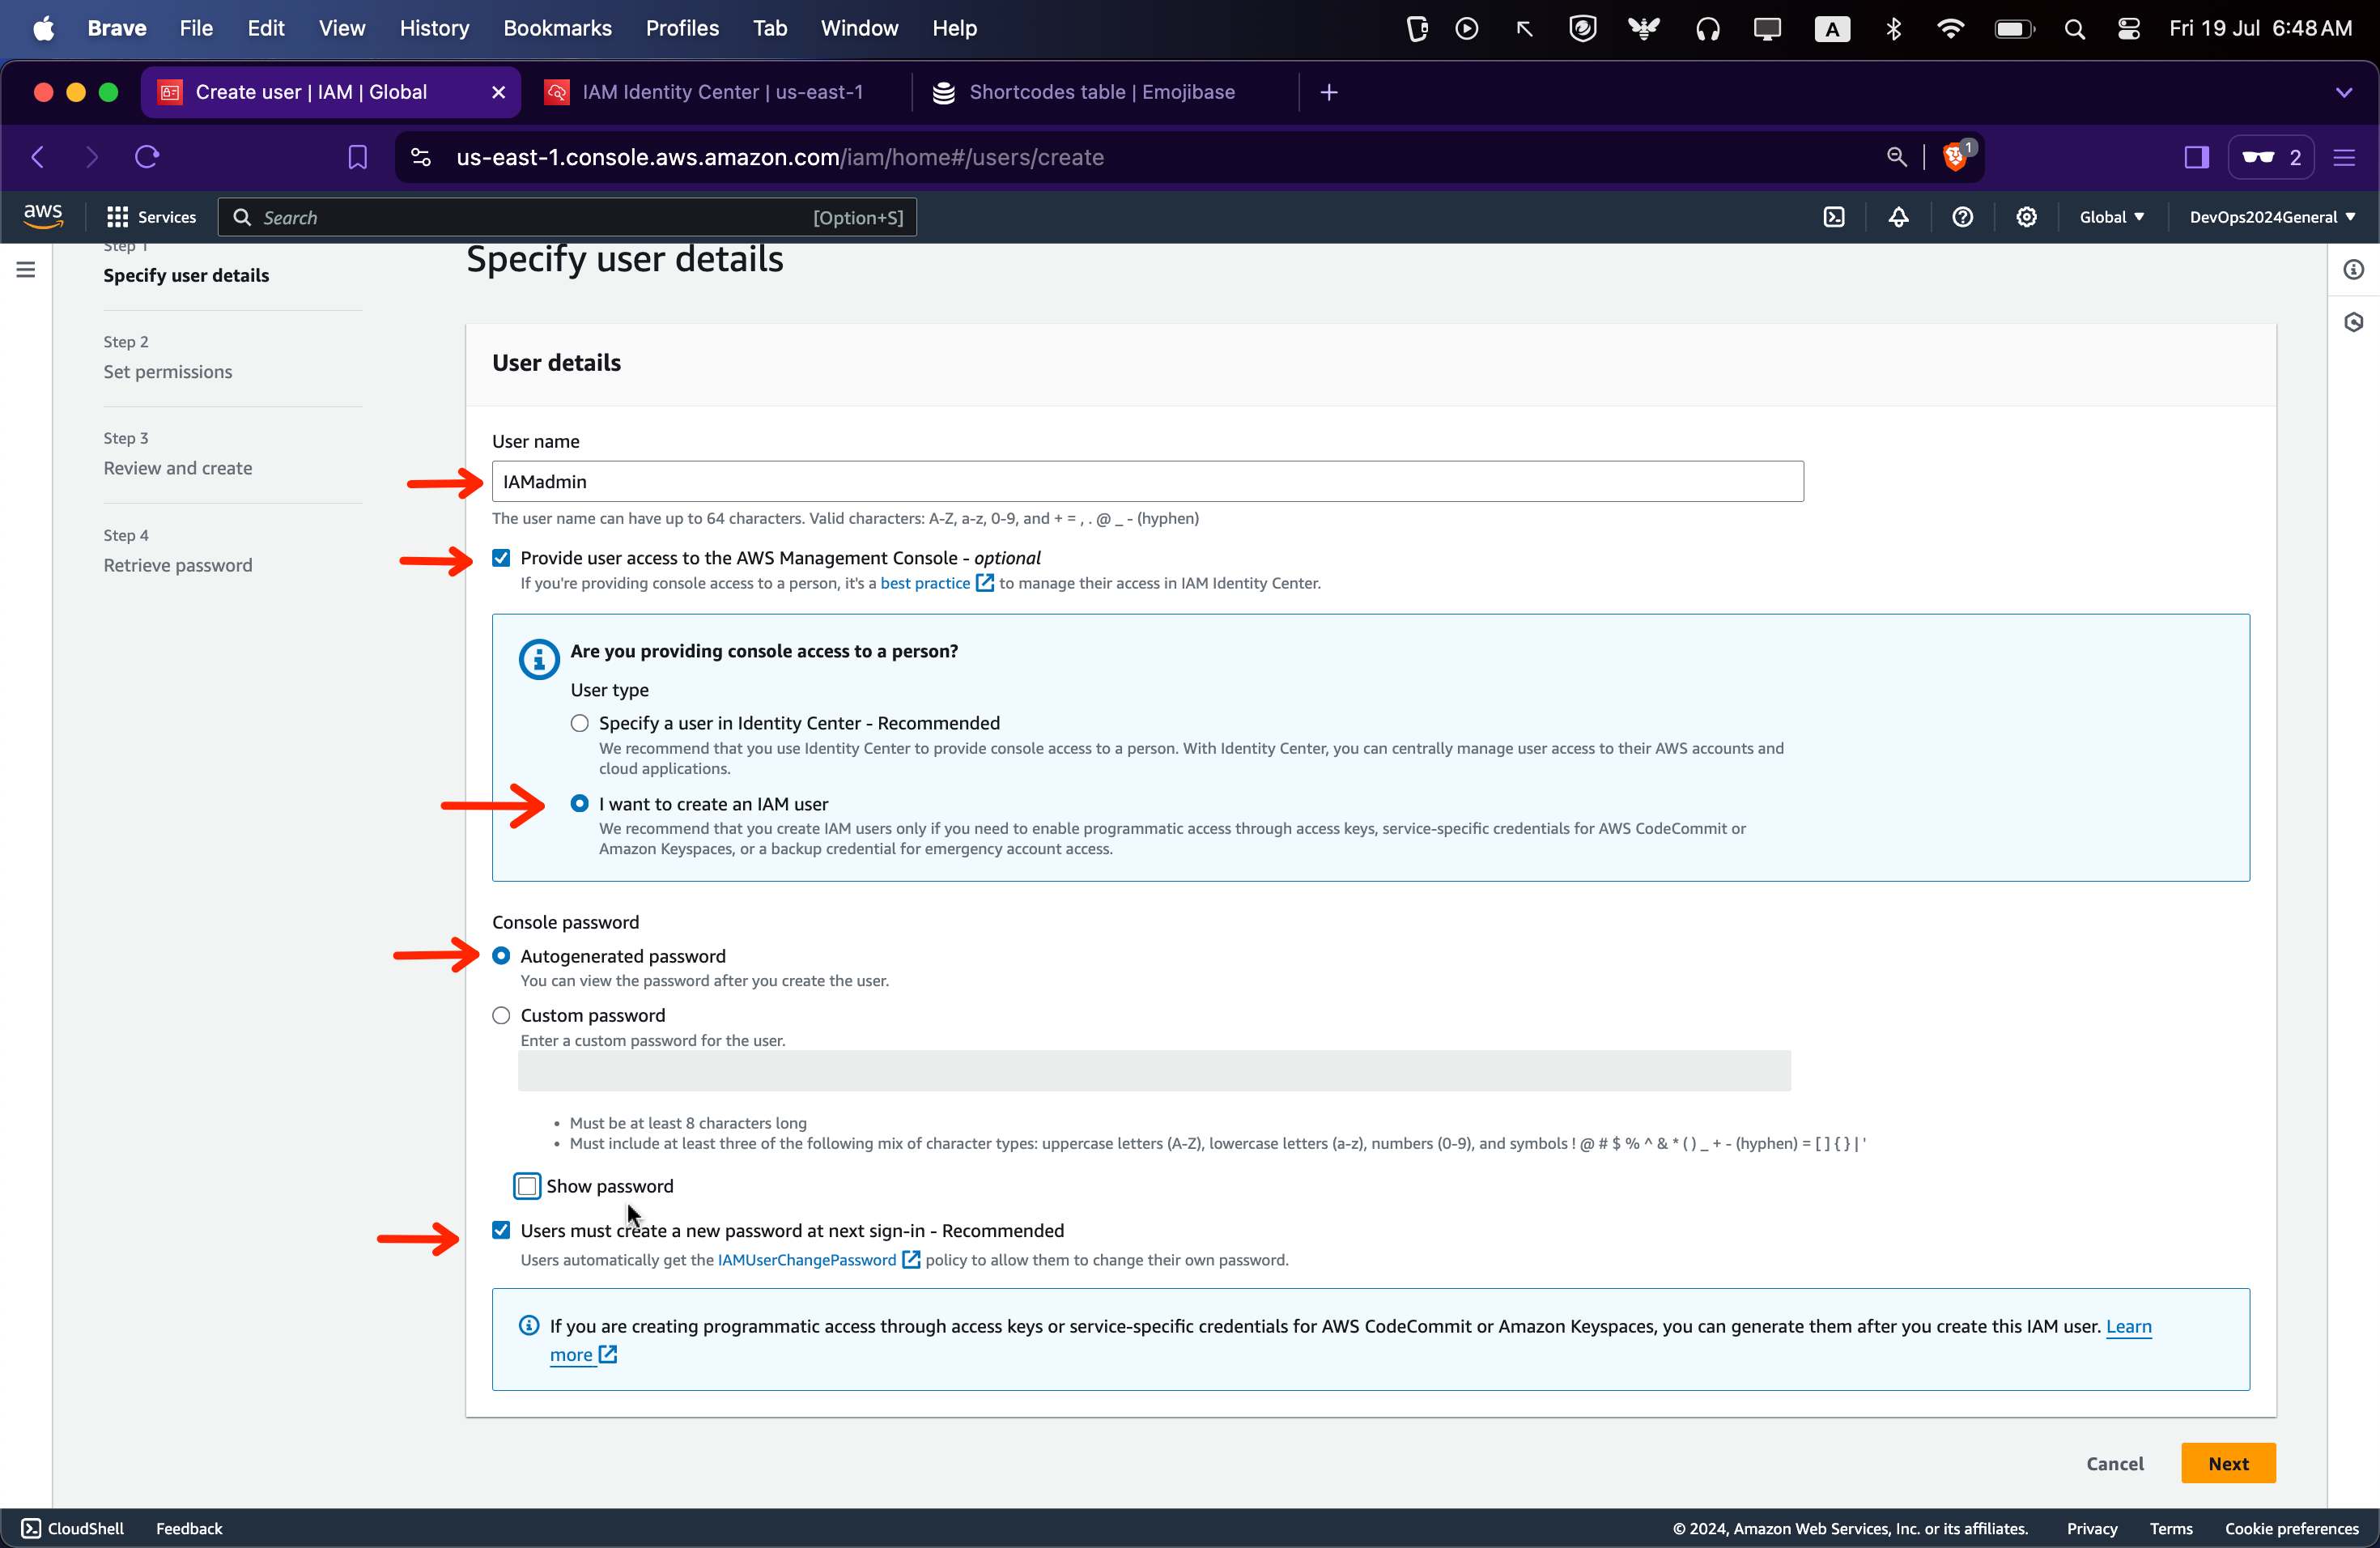 Brave File Edit View History Bookmarks Profiles Tab Window Help A Fri 19 Jul 6:48 AM
Create user | IAM | Global
IAM Identity Center | us-east-1
Shortcodes table | Emojibase
us-east-1.console.aws.amazon.com/iam/home#/users/create
1
2
aws
Services
Search [Option+S]
Global
DevOps2024General
Step 1
Specify user details
Step 2
Set permissions
Step 3
Review and create
Step 4
Retrieve password
Specify user details
User details
User name
IAMadmin
The user name can have up to 64 characters. Valid characters: A-Z, a-z, 0-9, and + = , . @ _ - (hyphen)
Provide user access to the AWS Management Console - optional
If you're providing console access to a person, it's a best practice to manage their access in IAM Identity Center.
Are you providing console access to a person?
User type
Specify a user in Identity Center - Recommended
We recommend that you use Identity Center to provide console access to a person. With Identity Center, you can centrally manage user access to their AWS accounts and
cloud applications.
I want to create an IAM user
We recommend that you create IAM users only if you need to enable programmatic access through access keys, service-specific credentials for AWS CodeCommit or
Amazon Keyspaces, or a backup credential for emergency account access.
Console password
Autogenerated password
You can view the password after you create the user.
Custom password
Enter a custom password for the user.
• Must be at least 8 characters long
• Must include at least three of the following mix of character types: uppercase letters (A-Z), lowercase letters (a-z), numbers (0-9), and symbols ! @ # $ % ^ & * ( ) _ + - (hyphen) = [ ] { } | '
Show password
Users must create a new password at next sign-in - Recommended
Users automatically get the IAMUserChangePassword policy to allow them to change their own password.
If you are creating programmatic access through access keys or service-specific credentials for AWS CodeCommit or Amazon Keyspaces, you can generate them after you create this IAM user. Learn
more
Cancel
Next
CloudShell
Feedback
© 2024, Amazon Web Services, Inc. or its affiliates.
Privacy
Terms
Cookie preferences